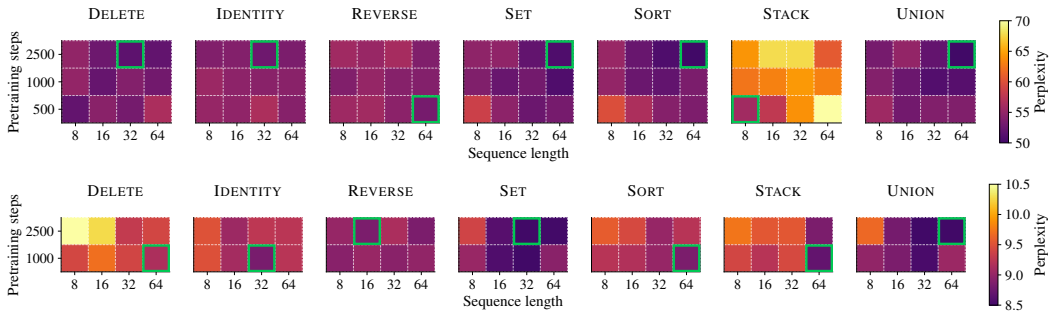 DELETE IDENTITY REVERSE SET SORT STACK UNION
Pretraining steps
2500
1000
500
8 16 32 64 8 16 32 64 8 16 32 64 8 16 32 64 8 16 32 64 8 16 32 64 8 16 32 64
Sequence length
70
65
60
55
50
Perplexity
DELETE IDENTITY REVERSE SET SORT STACK UNION
Pretraining steps
2500
1000
8 16 32 64 8 16 32 64 8 16 32 64 8 16 32 64 8 16 32 64 8 16 32 64 8 16 32 64
Sequence length
10.5
10.0
9.5
9.0
8.5
Perplexity